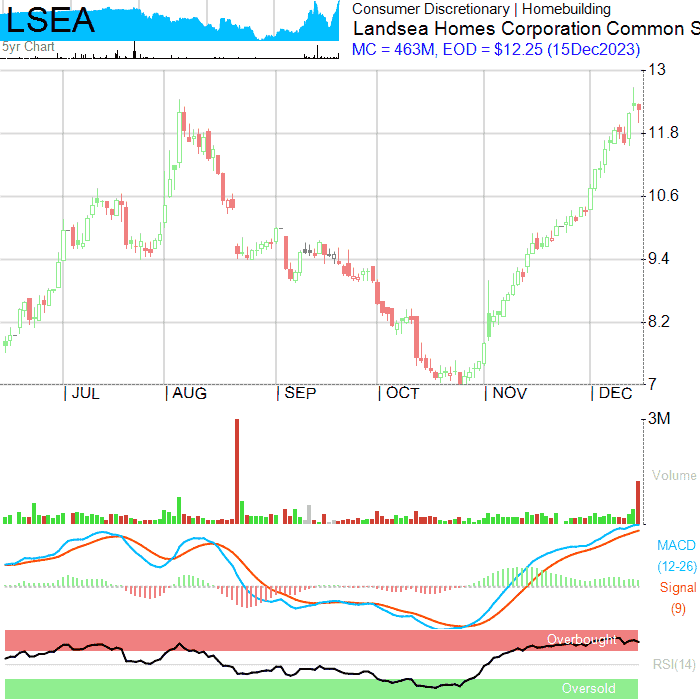 LSEA
5yr Chart
Consumer Discretionary | Homebuilding
Landsea Homes Corporation Common S
MC = 463M, EOD = $12.25 (15Dec2023)
13
11.8
10.6
9.4
8.2
7
JUL AUG SEP OCT NOV DEC
3M
Volume
MACD
(12-26)
Signal
(9)
Overbought
RSI(14)
Oversold